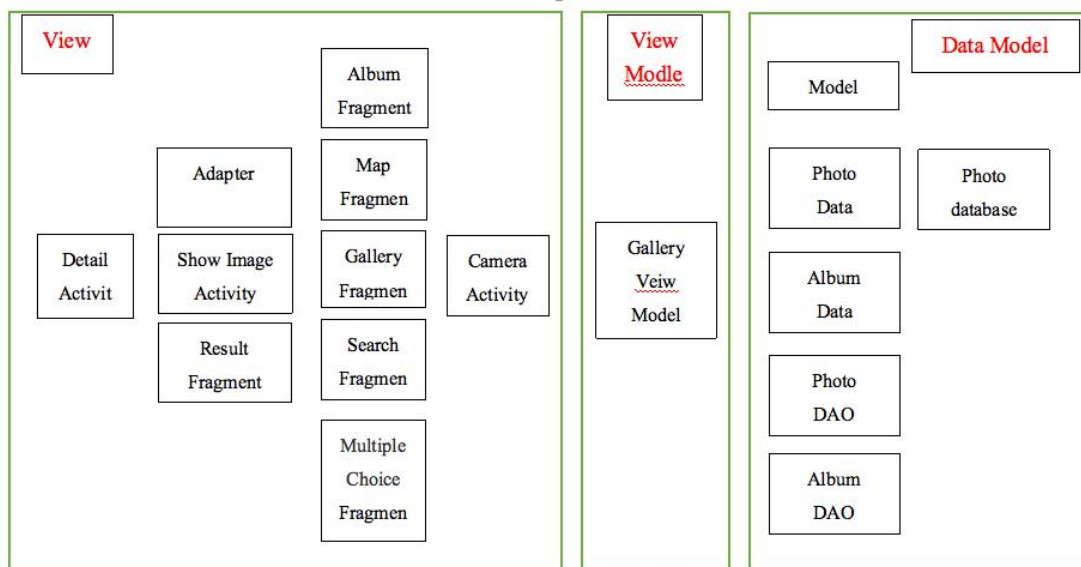 View
Album
Fragment
Adapter
Map
Fragmen
Detail
Activit
Show Image
Activity
Gallery
Fragmen
Camera
Activity
Result
Fragment
Search
Fragmen
Multiple
Choice
Fragmen
View
Modle
Gallery
Veiw
Model
Data Model
Model
Photo
Data
Photo
database
Album
Data
Photo
DAO
Album
DAO